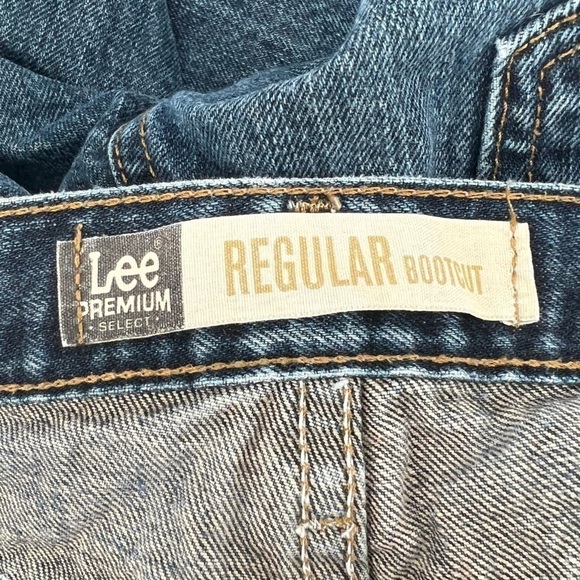 Lee®
PREMIUM
• SELECT •
REGULAR BOOTCUT